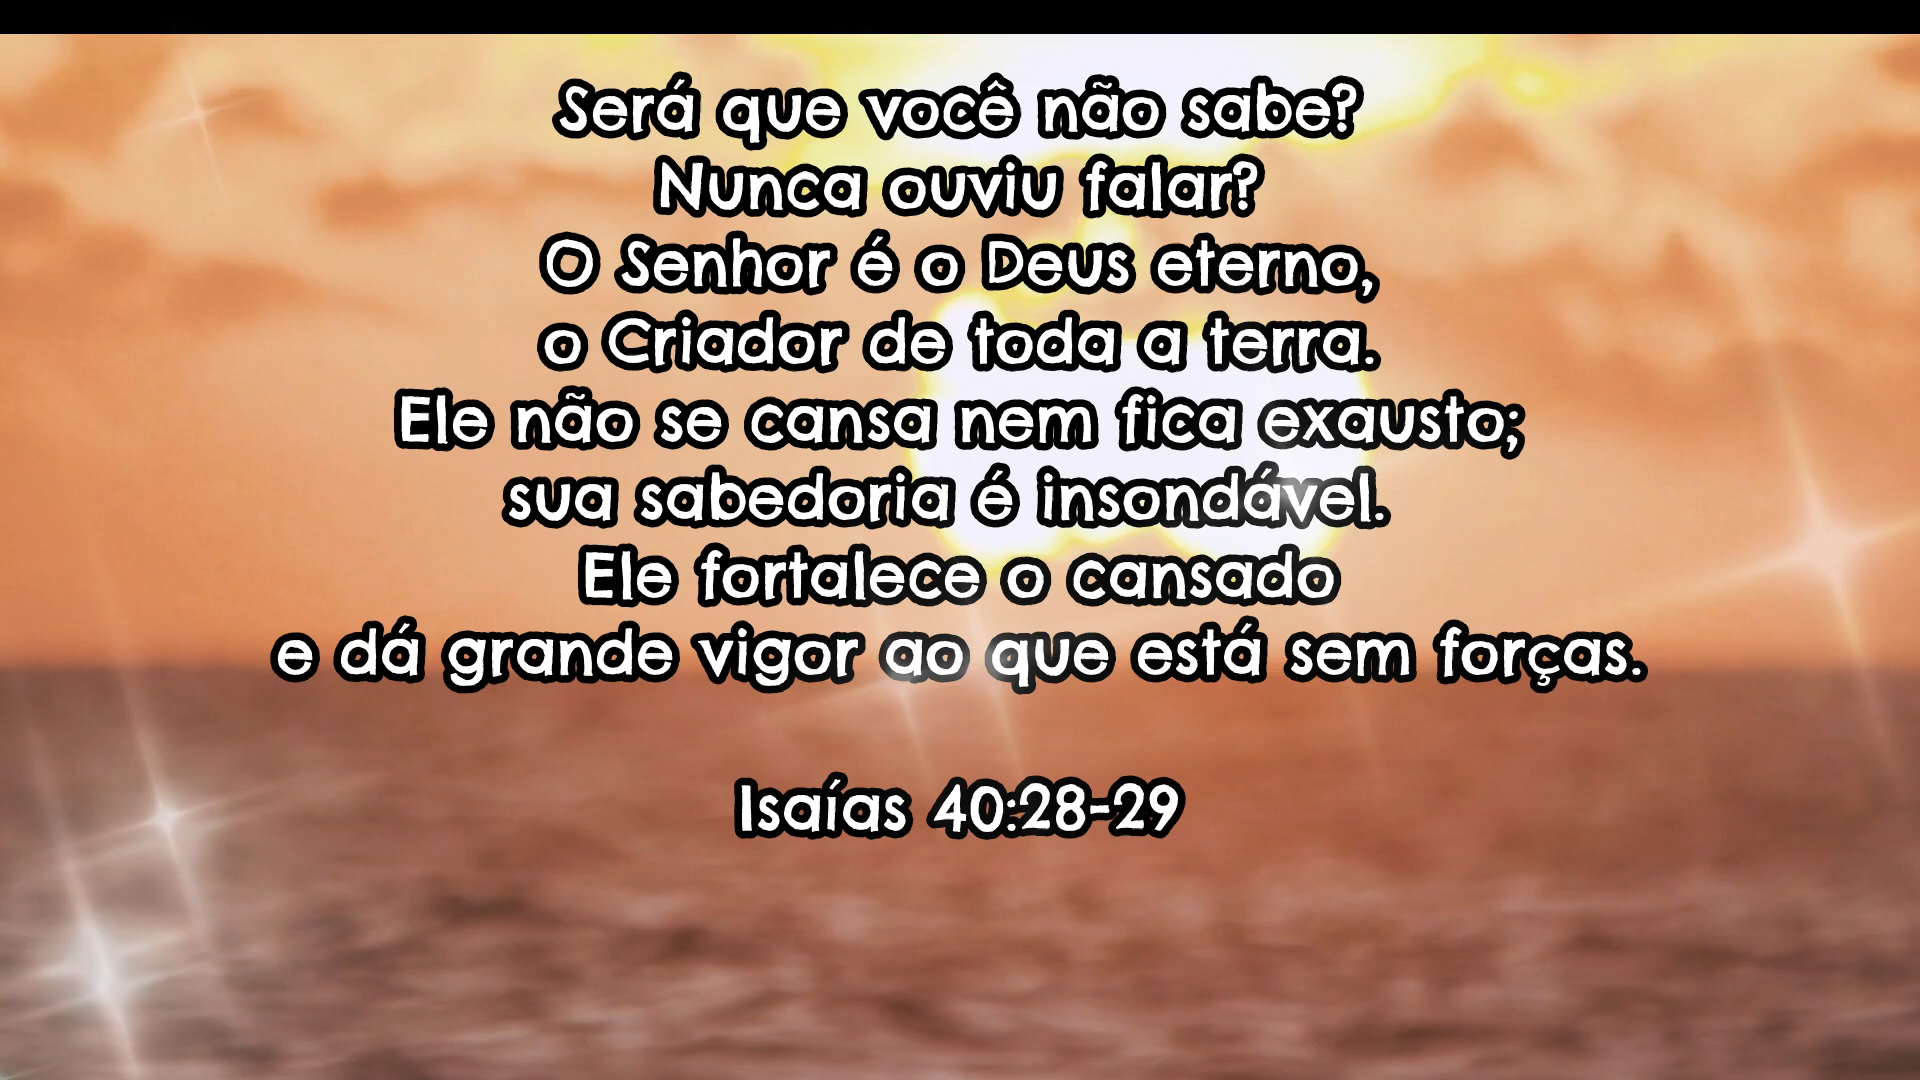 Será que você não sabe?
Nunca ouviu falar?
O Senhor é o Deus eterno,
o Criador de toda a terra.
Ele não se cansa nem fica exausto;
sua sabedoria é insondável.
Ele fortalece o cansado
e dá grande vigor ao que está sem forças.
Isaías 40:28-29